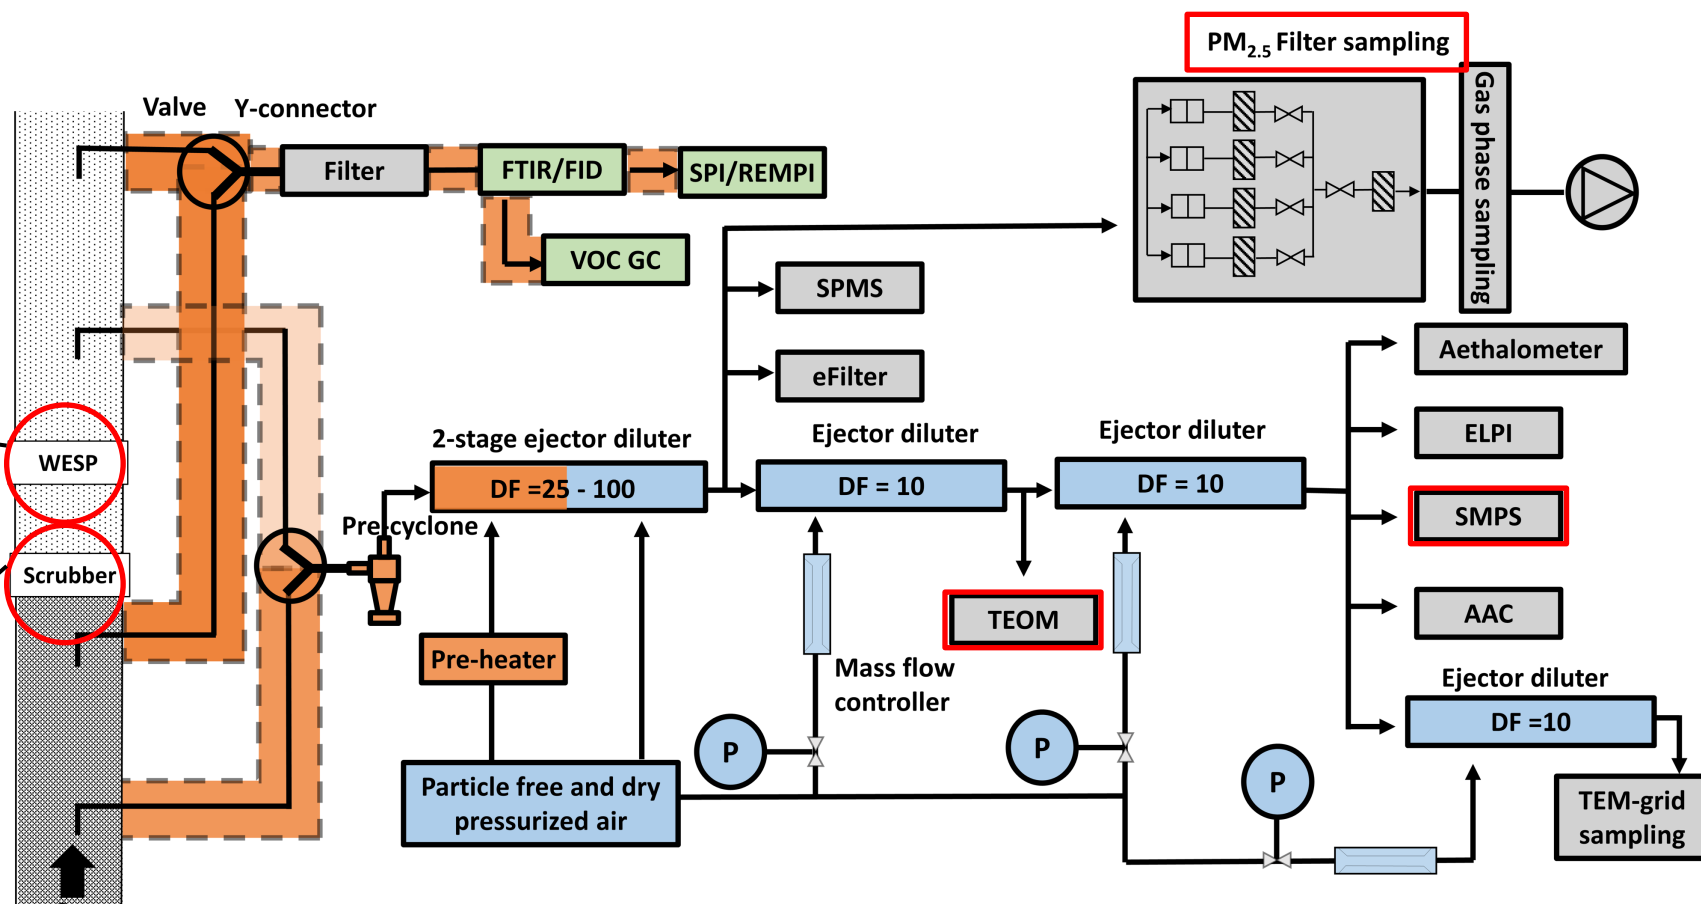 PM2.5 Filter sampling
Gas phase sampling
Valve
Y-connector
Filter
FTIR/FID
SPI/REMPI
VOC GC
SPMS
eFilter
Aethalometer
ELPI
SMPS
AAC
2-stage ejector diluter
DF =25 - 100
Ejector diluter
DF = 10
Ejector diluter
DF = 10
WESP
Scrubber
Pre-cyclone
Pre-heater
TEOM
Mass flow
controller
P
P
P
Particle free and dry
pressurized air
Ejector diluter
DF =10
TEM-grid
sampling